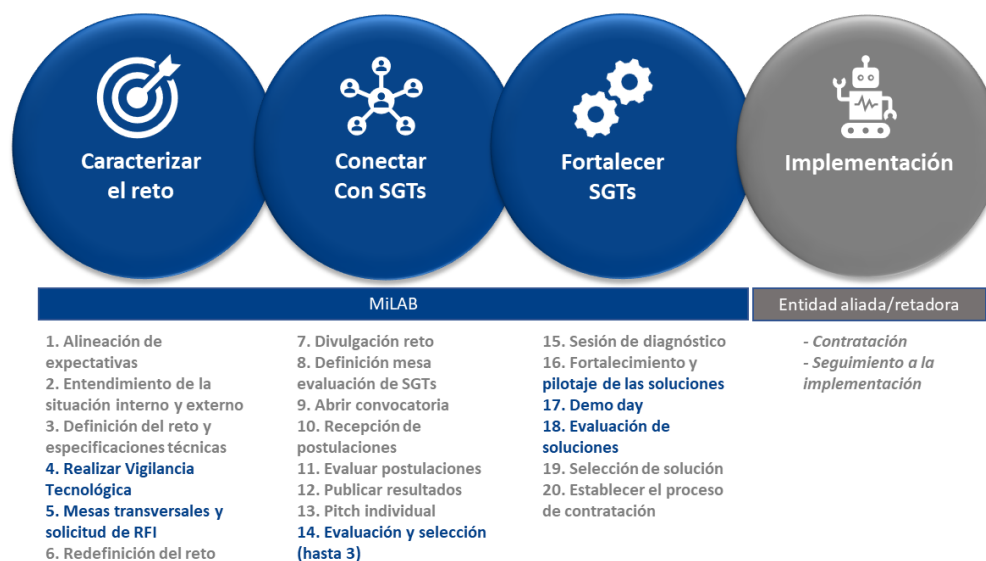 Caracterizar
el reto
Conectar
Con SGTs
Fortalecer
SGTs
Implementación
MiLAB
Entidad aliada/retadora
1. Alineación de
expectativas
2. Entendimiento de la
situación interno y externo
3. Definición del reto y
especificaciones técnicas
4. Realizar Vigilancia
Tecnológica
5. Mesas transversales y
solicitud de RFI
6. Redefinición del reto
7. Divulgación reto
8. Definición mesa
evaluación de SGTs
9. Abrir convocatoria
10. Recepción de
postulaciones
11. Evaluar postulaciones
12. Publicar resultados
13. Pitch individual
14. Evaluación y selección
(hasta 3)
15. Sesión de diagnóstico
16. Fortalecimiento y
pilotaje de las soluciones
17. Demo day
18. Evaluación de
soluciones
19. Selección de solución
20. Establecer el proceso
de contratación
- Contratación
- Seguimiento a la
implementación